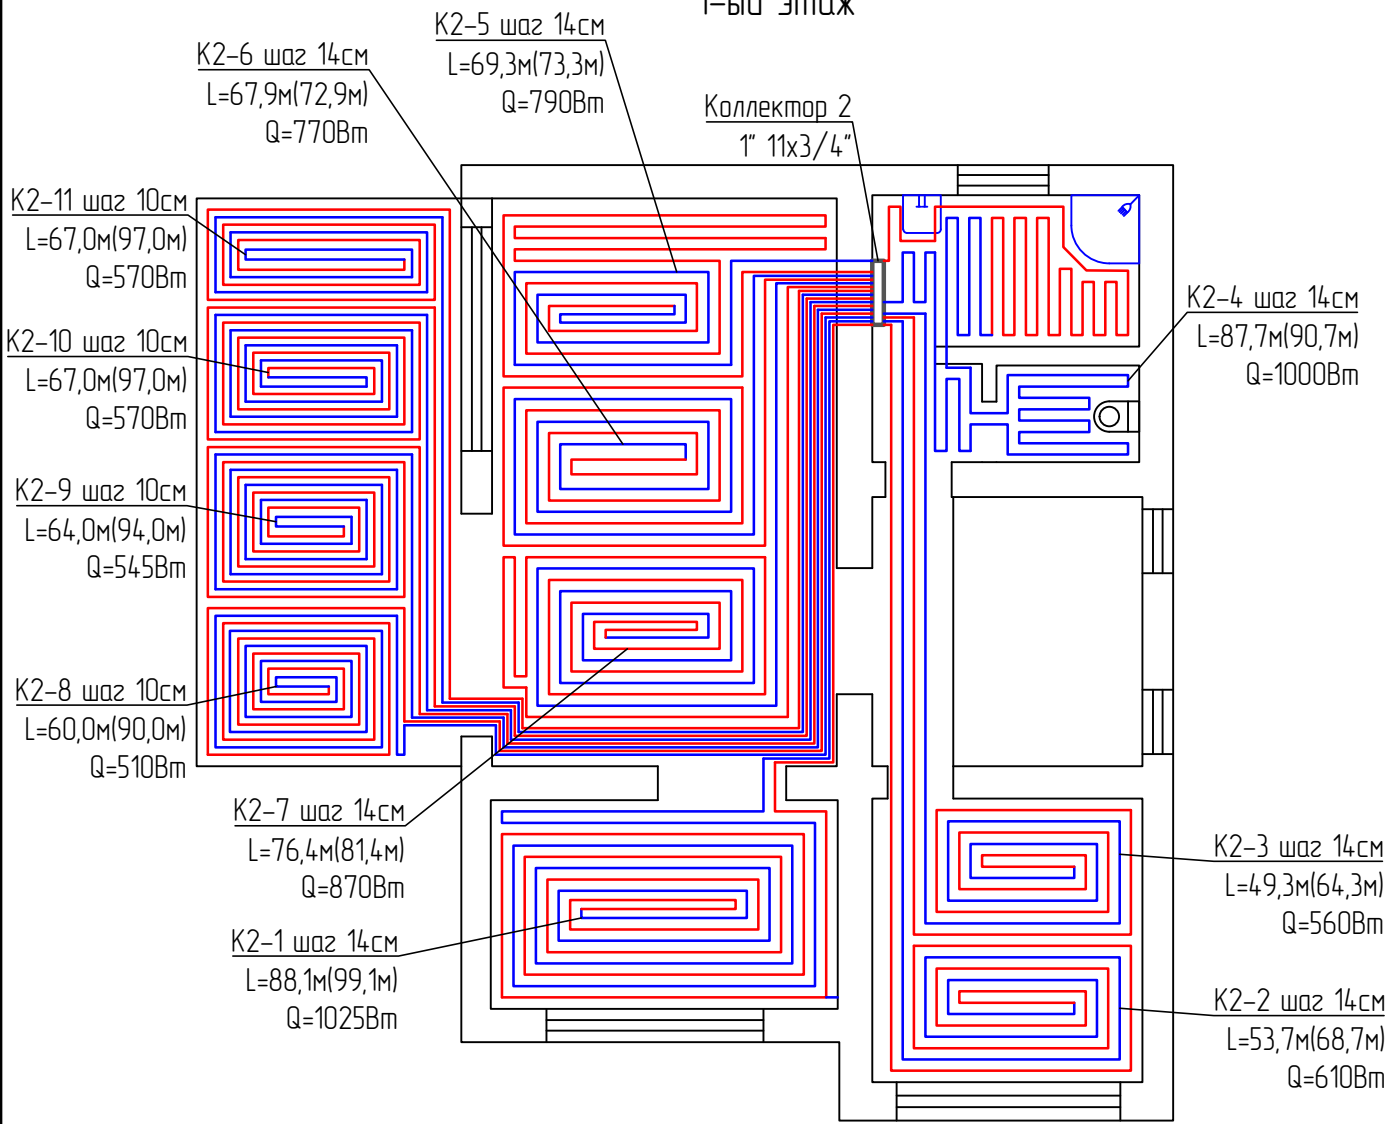 1-ый этаж
К2-5 шаг 14см
L=69,3м(73,3м)
Q=790Вт
К2-6 шаг 14см
L=67,9м(72,9м)
Q=770Вт
Коллектор 2
1" 11х3/4"
К2-11 шаг 10см
L=67,0м(97,0м)
Q=570Вт
К2-4 шаг 14см
L=87,7м(90,7м)
Q=1000Вт
К2-10 шаг 10см
L=67,0м(97,0м)
Q=570Вт
К2-9 шаг 10см
L=64,0м(94,0м)
Q=545Вт
К2-8 шаг 10см
L=60,0м(90,0м)
Q=510Вт
К2-7 шаг 14см
L=76,4м(81,4м)
Q=870Вт
К2-3 шаг 14см
L=49,3м(64,3м)
Q=560Вт
К2-1 шаг 14см
L=88,1м(99,1м)
Q=1025Вт
К2-2 шаг 14см
L=53,7м(68,7м)
Q=610Вт